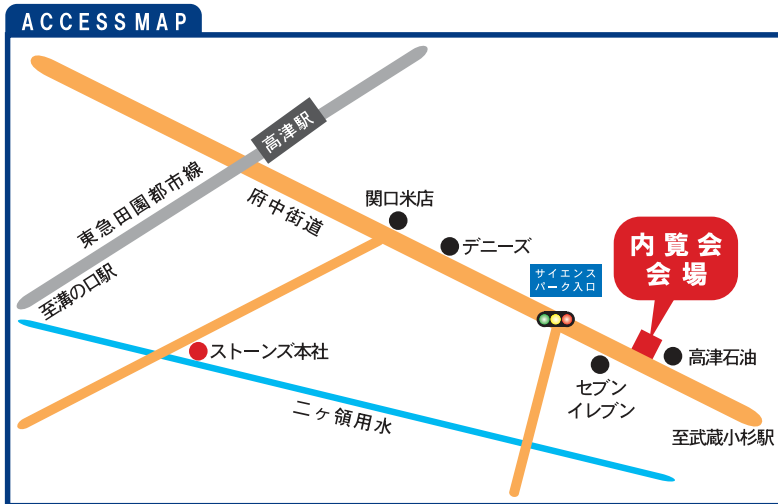 ACCESSMAP
高津駅
東急田園都市線
府中街道
関口米店
デニーズ
サイエンス
パーク入口
内覧会
会場
至溝の口駅
ストーンズ本社
高津石油
セブン
イレブン
二ヶ領用水
至武蔵小杉駅